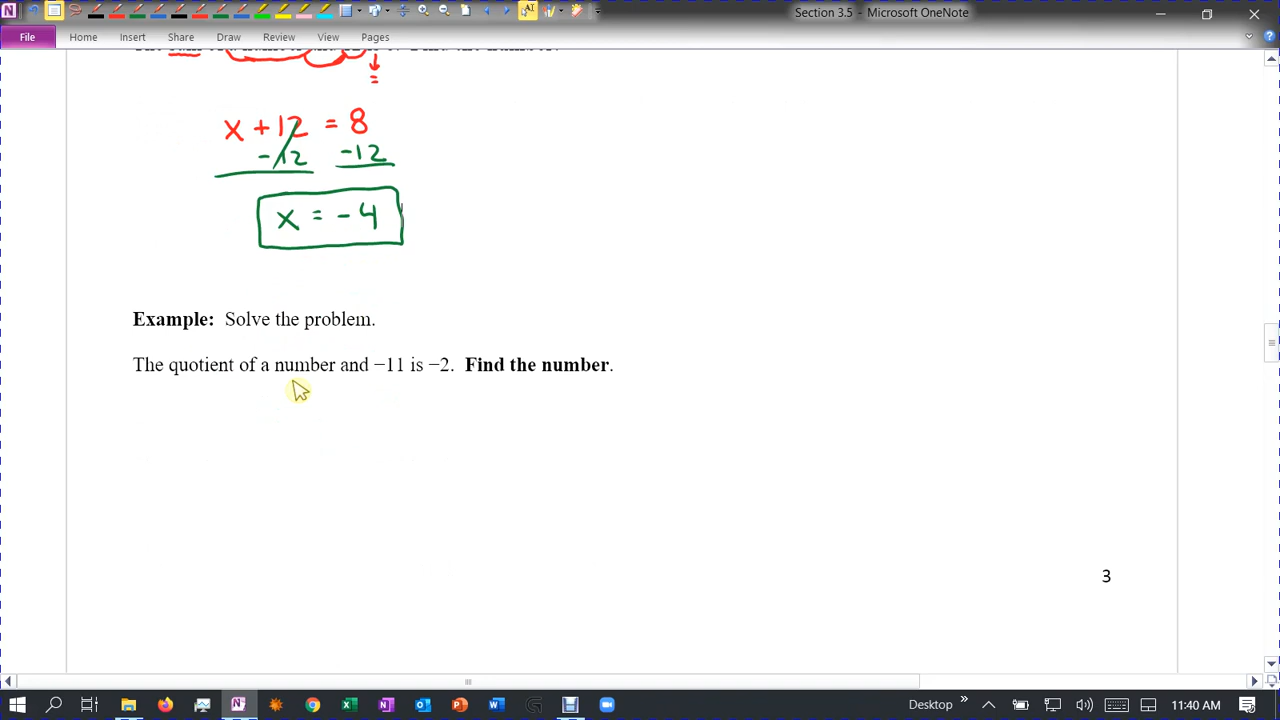 Section 3.5 - Microsoft OneNote
File Home Insert Share Draw Review View Pages
x + 12 = 8
-12 -12
x = -4
Example: Solve the problem.
The quotient of a number and −11 is −2. Find the number.
3
Desktop
11:40 AM